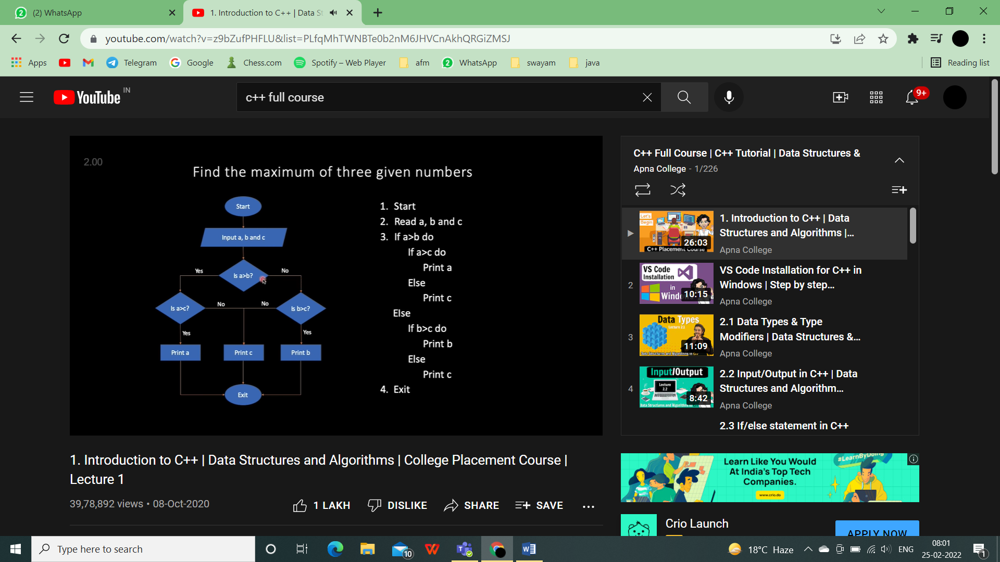 2
(2) WhatsApp
1. Introduction to C++ | Data St
youtube.com/watch?v=z9bZufPHFLU&list=PLfqMhTWNBTe0b2nM6JHVCnAkhQRGiZMSJ
Apps
Telegram
Google
Chess.com
Spotify – Web Player
afm
2
WhatsApp
swayam
java
Reading list
YouTube
IN
c++ full course
9+
2.00
Find the maximum of three given numbers
Start
Input a, b and c
Is a>b?
Yes
No
Is a>c?
No
No
Is b>c?
Yes
Yes
Print a
Print c
Print b
Exit
1. Start
2. Read a, b and c
3. If a>b do
If a>c do
Print a
Else
Print c
Else
If b>c do
Print b
Else
Print c
4. Exit
C++ Full Course | C++ Tutorial | Data Structures &
Apna College - 1/226
Let's
Begin
26:03
C++ Placement Course
1. Introduction to C++ | Data
Structures and Algorithms |...
Apna College
2
VS Code
Installation
in
10:15
VS Code Installation for C++ in
Windows | Step by step...
Apna College
3
Data Types
Lecture 2.1
11:09
Data Structures and Algorithms in C++
2.1 Data Types & Type
Modifiers | Data Structures &...
Apna College
4
Input/Output
Lecture
2.2
8:42
Data Structures and Algorithms in C++
2.2 Input/Output in C++ | Data
Structures and Algorithm...
Apna College
2.3 If/else statement in C++
1. Introduction to C++ | Data Structures and Algorithms | College Placement Course |
Lecture 1
39,78,892 views • 08-Oct-2020
1 LAKH
DISLIKE
SHARE
SAVE
Learn Like You Would
At India's Top Tech
Companies.
www.crio.do
#LearnByDoing
Crio Launch
APPLY NOW
Type here to search
10
18°C Haze
ENG
08:01
25-02-2022
1